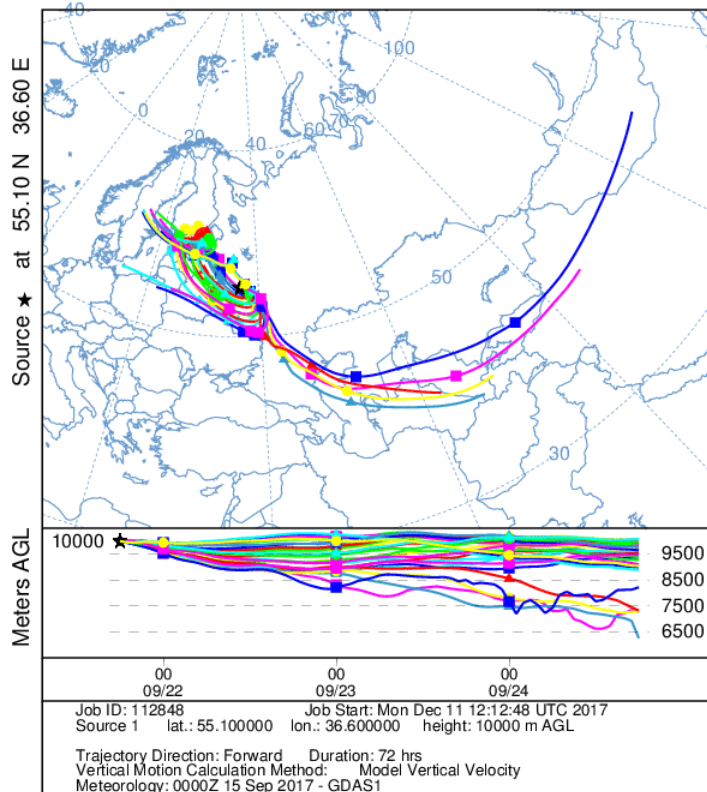 -40
-20
0
20
40
60
70
80
100
50
30
Source ★ at 55.10 N 36.60 E
Meters AGL
10000
9500
8500
7500
6500
00 00 00
09/22 09/23 09/24
Job ID: 112848 Job Start: Mon Dec 11 12:12:48 UTC 2017
Source 1 lat.: 55.100000 lon.: 36.600000 height: 10000 m AGL
Trajectory Direction: Forward Duration: 72 hrs
Vertical Motion Calculation Method: Model Vertical Velocity
Meteorology: 0000Z 15 Sep 2017 - GDAS1